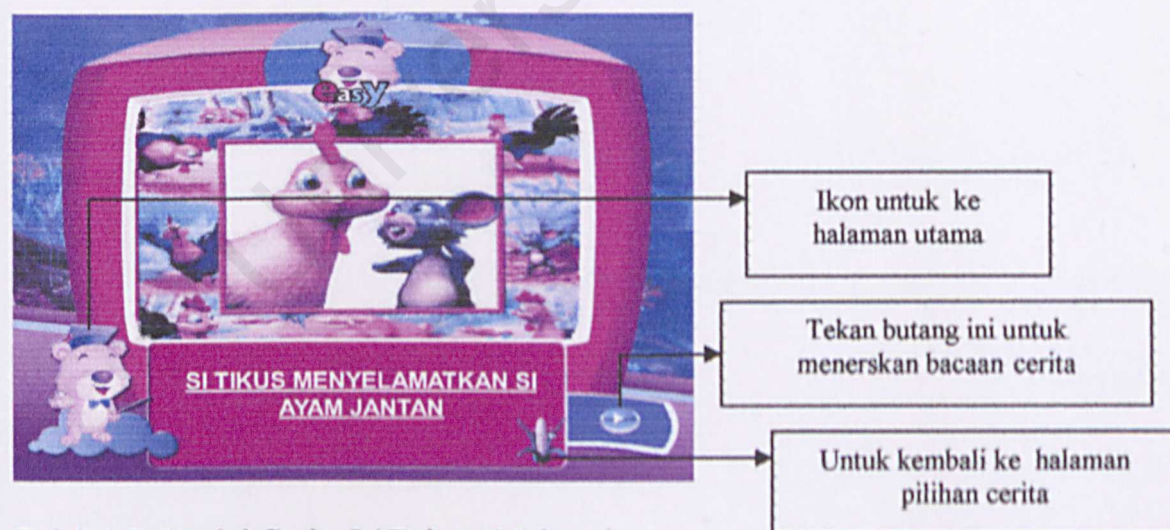 easy
SI TIKUS MENYELAMATKAN SI
AYAM JANTAN
Ikon untuk ke
halaman utama
Tekan butang ini untuk
menerskan bacaan cerita
Untuk kembali ke halaman
pilihan cerita